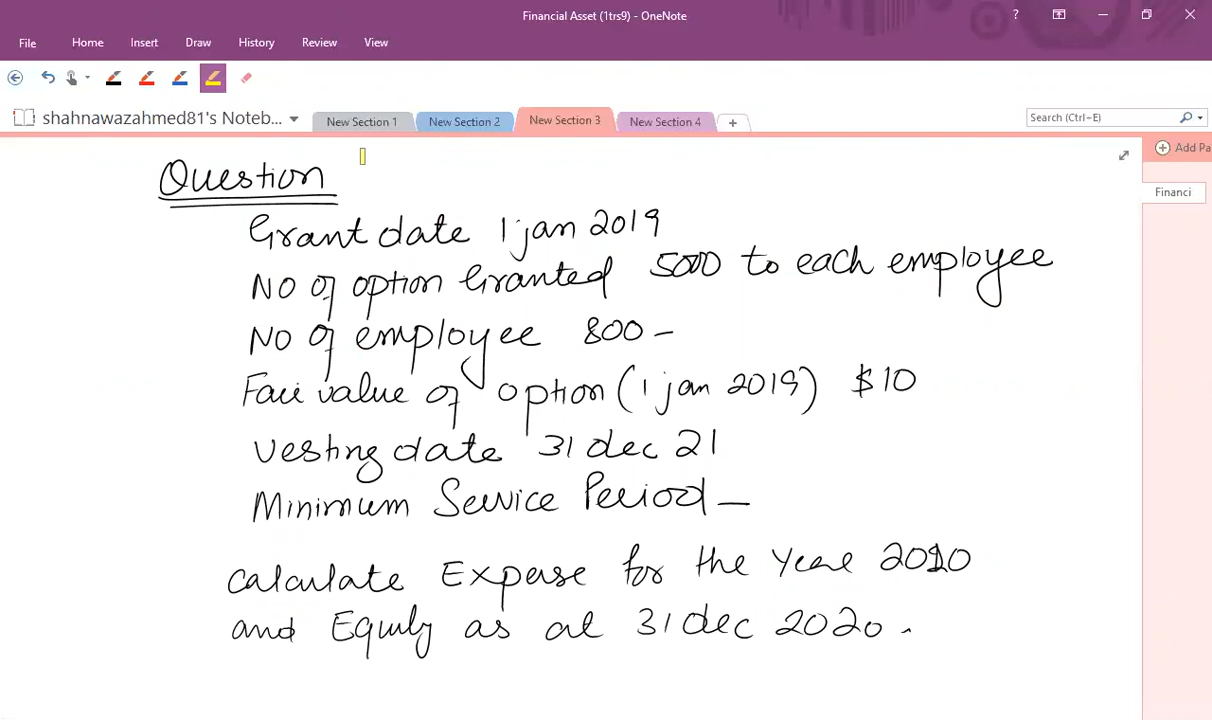 Financial Asset (1trs9) - OneNote
?
File Home Insert Draw History Review View
shahnawazahmed81's Noteb... New Section 1 New Section 2 New Section 3 New Section 4 + Search (Ctrl+E)
Add Pa
Financi
Question
Grant date 1 jan 2019
No of option Granted 5000 to each employee
No of employee 800 -
Fair value of option (1 jan 2019) $10
Vesting date 31 dec 21
Minimum Service Period -
Calculate Expense for the Year
and Equity as at 31 dec 2020 -